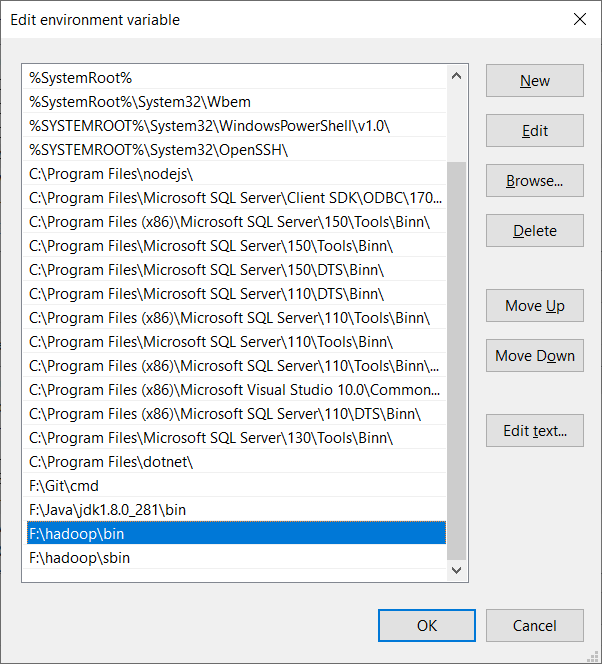 Edit environment variable
%SystemRoot%
%SystemRoot%\System32\Wbem
%SYSTEMROOT%\System32\WindowsPowerShell\v1.0\
%SYSTEMROOT%\System32\OpenSSH\
C:\Program Files\nodejs\
C:\Program Files\Microsoft SQL Server\Client SDK\ODBC\170...
C:\Program Files (x86)\Microsoft SQL Server\150\Tools\Binn\
C:\Program Files\Microsoft SQL Server\150\Tools\Binn\
C:\Program Files\Microsoft SQL Server\150\DTS\Binn\
C:\Program Files\Microsoft SQL Server\110\DTS\Binn\
C:\Program Files (x86)\Microsoft SQL Server\110\Tools\Binn\
C:\Program Files\Microsoft SQL Server\110\Tools\Binn\
C:\Program Files (x86)\Microsoft SQL Server\110\Tools\Binn\...
C:\Program Files (x86)\Microsoft Visual Studio 10.0\Common...
C:\Program Files (x86)\Microsoft SQL Server\110\DTS\Binn\
C:\Program Files\Microsoft SQL Server\130\Tools\Binn\
C:\Program Files\dotnet\
F:\Git\cmd
F:\Java\jdk1.8.0_281\bin
F:\hadoop\bin
F:\hadoop\sbin
New
Edit
Browse...
Delete
Move Up
Move Down
Edit text...
OK
Cancel